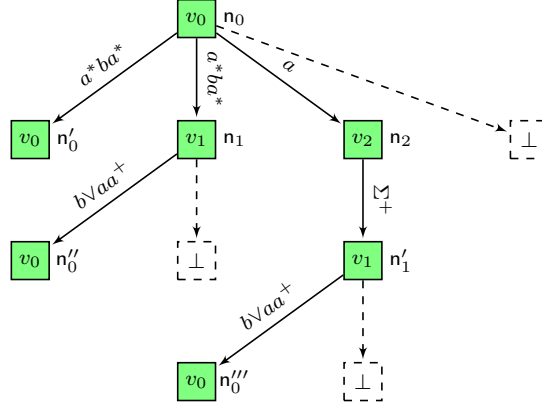 v₀ n₀
a*ba* a*ba* a
v₀ n′₀ v₁ n₁ v₂ n₂ ⊥
b∨aa⁺ Σ⁺
v₀ n″₀ ⊥ v₁ n′₁
b∨aa⁺
v₀ n‴₀ ⊥